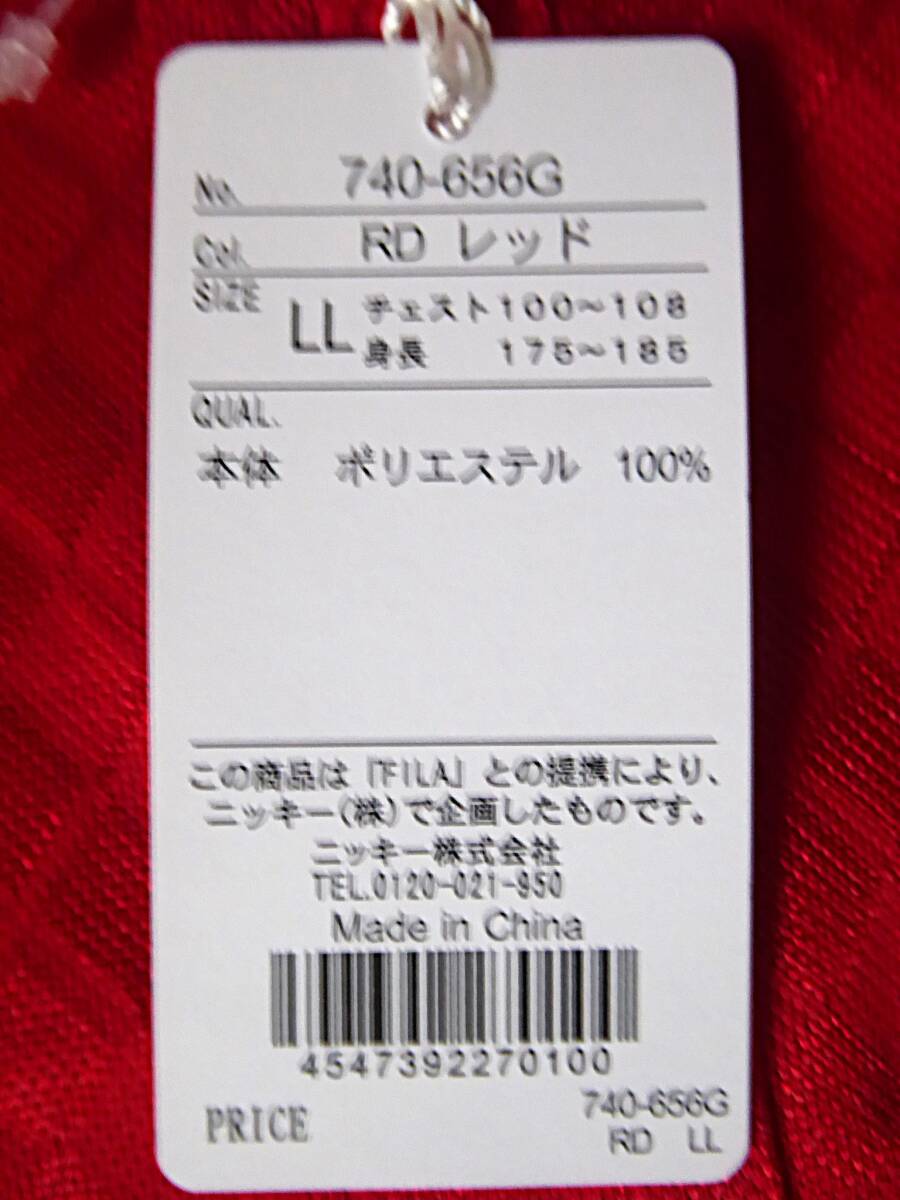 No. 740-656G
Col. RD レッド
SIZE LL チェスト100~108
身長 175~185
QUAL.
本体 ポリエステル 100%
この商品は「FILA」との提携により、
ニッキー(株)で企画したものです。
ニッキー株式会社
TEL.0120-021-950
Made in China
4547392270100
PRICE
740-656G
RD LL